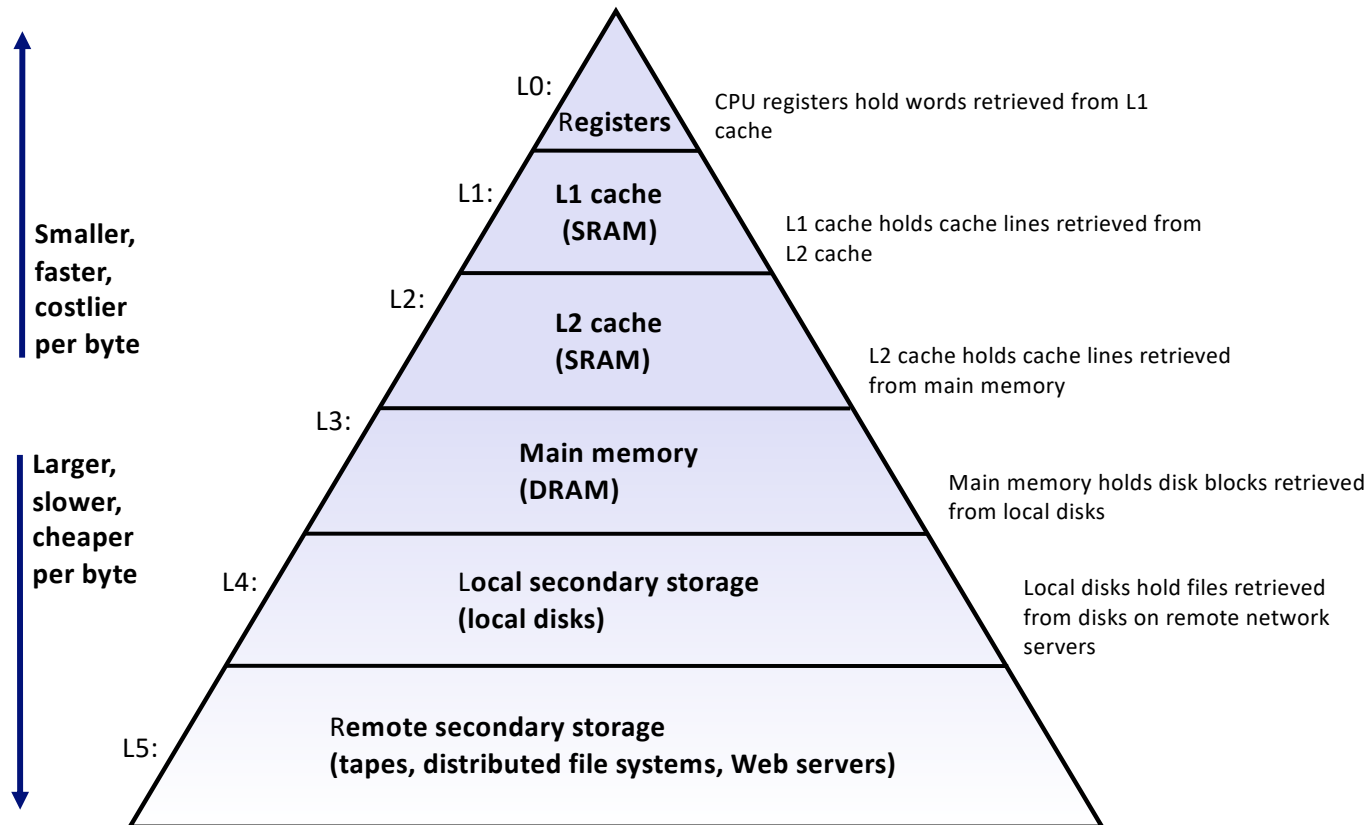 L0:
Registers
CPU registers hold words retrieved from L1
cache
L1:
L1 cache
(SRAM)
L1 cache holds cache lines retrieved from
L2 cache
Smaller,
faster,
costlier
per byte
L2:
L2 cache
(SRAM)
L2 cache holds cache lines retrieved
from main memory
L3:
Main memory
(DRAM)
Main memory holds disk blocks retrieved
from local disks
Larger,
slower,
cheaper
per byte
L4:
Local secondary storage
(local disks)
Local disks hold files retrieved
from disks on remote network
servers
L5:
Remote secondary storage
(tapes, distributed file systems, Web servers)